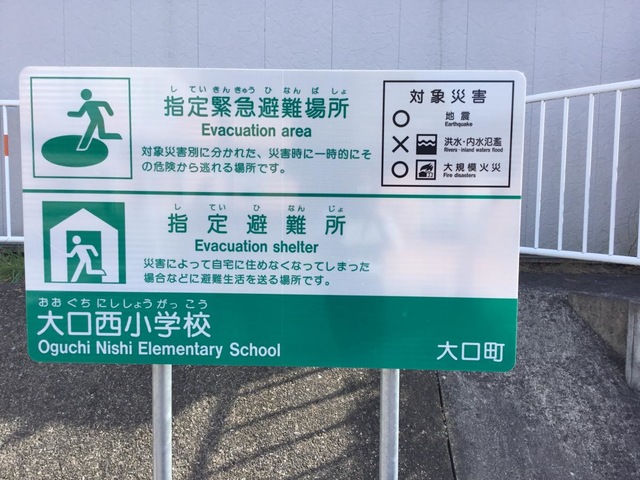 していきんきゅうひなんばしょ
指定緊急避難場所
Evacuation area
対象災害別に分かれた、災害時に一時的にそ
の危険から逃れる場所です。
対象災害
○ 地震
Earthquake
× 洪水・内水氾濫
Rivers・inland waters flood
○ 大規模火災
Fire disasters
していひなんじょ
指定避難所
Evacuation shelter
災害によって自宅に住めなくなってしまった
場合などに避難生活を送る場所です。
おおぐちにししょうがっこう
大口西小学校
Oguchi Nishi Elementary School
大口町